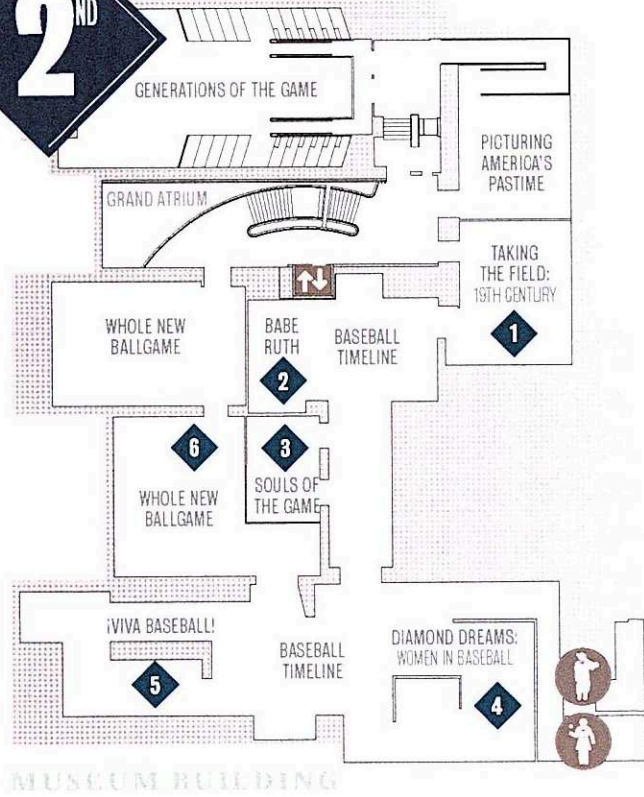 2ND
GENERATIONS OF THE GAME
PICTURING
AMERICA'S
PASTIME
GRAND ATRIUM
TAKING
THE FIELD:
19TH CENTURY
1
WHOLE NEW
BALLGAME
BABE
RUTH
2
BASEBALL
TIMELINE
6
WHOLE NEW
BALLGAME
3
SOULS OF
THE GAME
¡VIVA BASEBALL!
5
BASEBALL
TIMELINE
DIAMOND DREAMS:
WOMEN IN BASEBALL
4
MUSEUM BUILDING